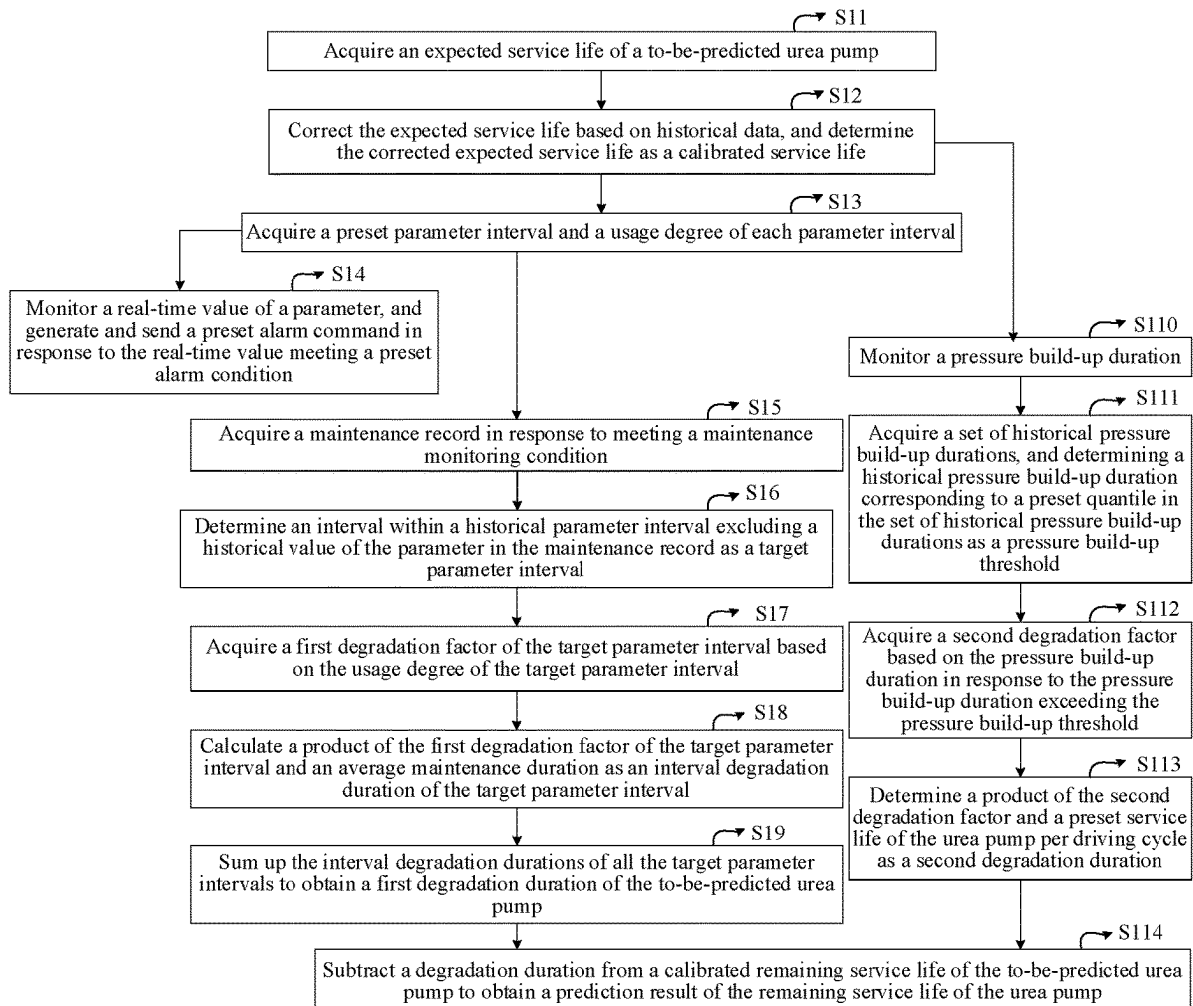 S11
Acquire an expected service life of a to-be-predicted urea pump
S12
Correct the expected service life based on historical data, and determine
the corrected expected service life as a calibrated service life
S13
Acquire a preset parameter interval and a usage degree of each parameter interval
S14
Monitor a real-time value of a parameter, and
generate and send a preset alarm command in
response to the real-time value meeting a preset
alarm condition
S15
Acquire a maintenance record in response to meeting a maintenance
monitoring condition
S16
Determine an interval within a historical parameter interval excluding a
historical value of the parameter in the maintenance record as a target
parameter interval
S17
Acquire a first degradation factor of the target parameter interval based
on the usage degree of the target parameter interval
S18
Calculate a product of the first degradation factor of the target parameter
interval and an average maintenance duration as an interval degradation
duration of the target parameter interval
S19
Sum up the interval degradation durations of all the target parameter
intervals to obtain a first degradation duration of the to-be-predicted urea
pump
S110
Monitor a pressure build-up duration
S111
Acquire a set of historical pressure
build-up durations, and determining a
historical pressure build-up duration
corresponding to a preset quantile in
the set of historical pressure build-up
durations as a pressure build-up
threshold
S112
Acquire a second degradation factor
based on the pressure build-up
duration in response to the pressure
build-up duration exceeding the
pressure build-up threshold
S113
Determine a product of the second
degradation factor and a preset service
life of the urea pump per driving cycle
as a second degradation duration
S114
Subtract a degradation duration from a calibrated remaining service life of the to-be-predicted urea
pump to obtain a prediction result of the remaining service life of the urea pump